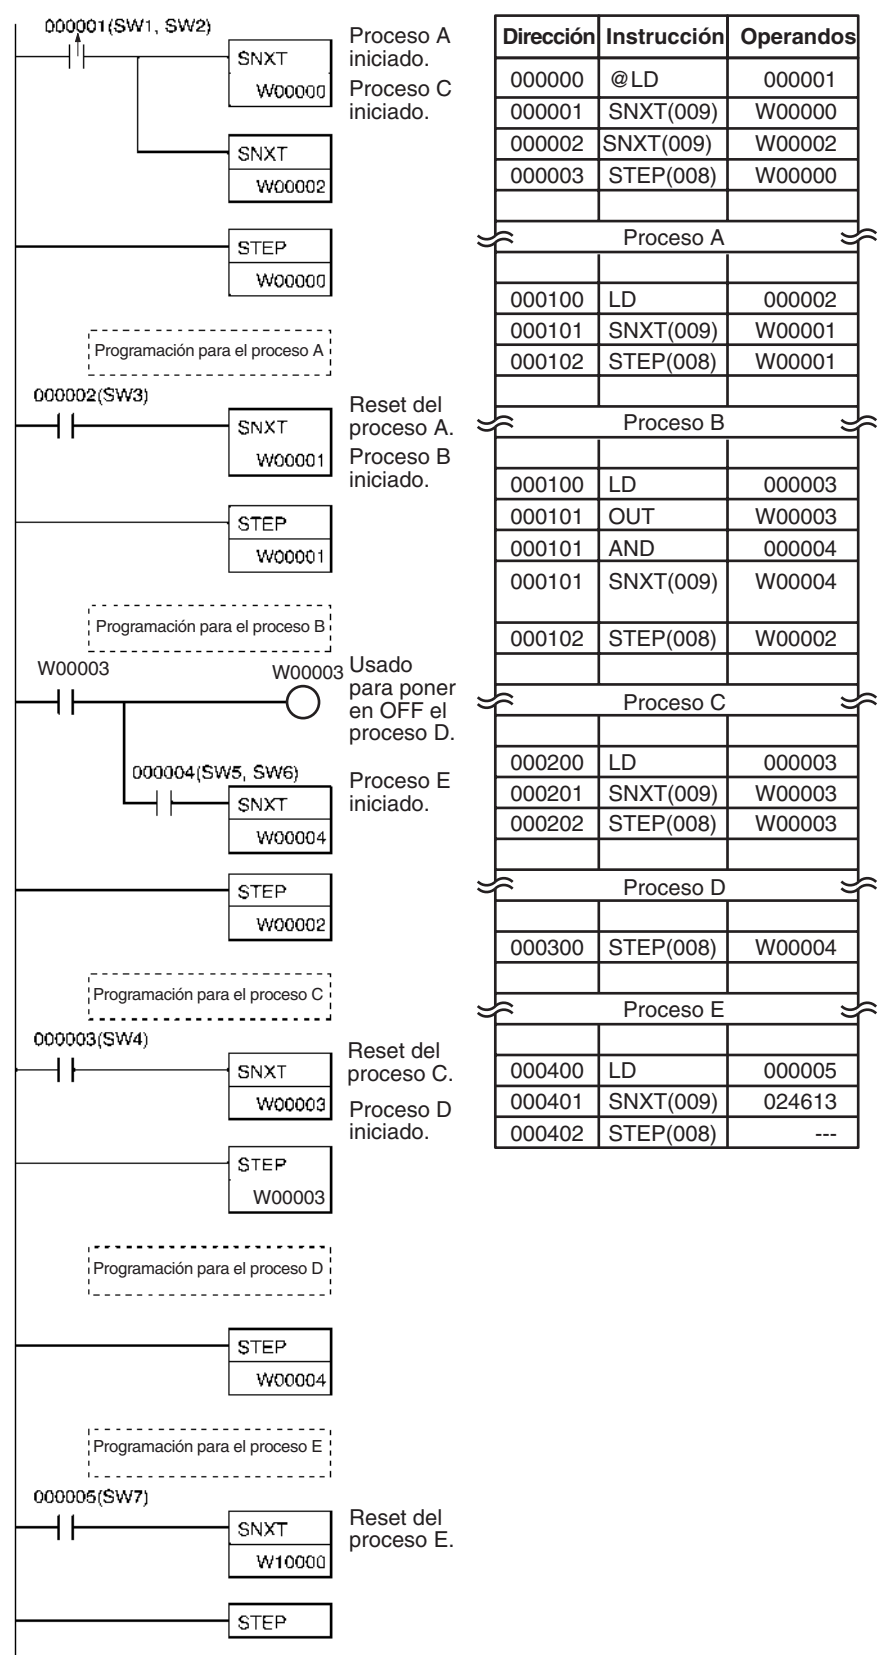 000001(SW1, SW2)
SNXT
W00000
Proceso A
iniciado.
Proceso C
iniciado.
SNXT
W00002
STEP
W00000
Programación para el proceso A
000002(SW3)
SNXT
W00001
Reset del
proceso A.
Proceso B
iniciado.
STEP
W00001
Programación para el proceso B
W00003
W00003
Usado
para poner
en OFF el
proceso D.
000004(SW5, SW6)
SNXT
W00004
Proceso E
iniciado.
STEP
W00002
Programación para el proceso C
000003(SW4)
SNXT
W00003
Reset del
proceso C.
Proceso D
iniciado.
STEP
W00003
Programación para el proceso D
STEP
W00004
Programación para el proceso E
000005(SW7)
SNXT
W10000
Reset del
proceso E.
STEP
Dirección Instrucción Operandos
000000 @LD 000001
000001 SNXT(009) W00000
000002 SNXT(009) W00002
000003 STEP(008) W00000
Proceso A
000100 LD 000002
000101 SNXT(009) W00001
000102 STEP(008) W00001
Proceso B
000100 LD 000003
000101 OUT W00003
000101 AND 000004
000101 SNXT(009) W00004
000102 STEP(008) W00002
Proceso C
000200 LD 000003
000201 SNXT(009) W00003
000202 STEP(008) W00003
Proceso D
000300 STEP(008) W00004
Proceso E
000400 LD 000005
000401 SNXT(009) 024613
000402 STEP(008) ---